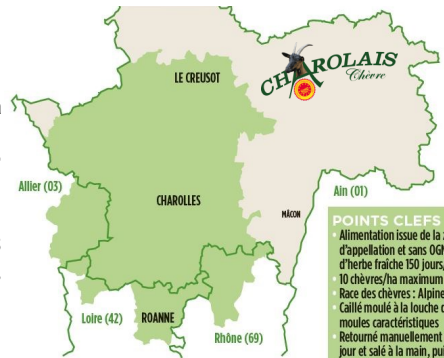 CHAROLAIS
Chèvre
LE CREUSOT
Allier (03)
CHAROLLES
Ain (01)
MÂCON
Loire (42)
ROANNE
Rhône (69)
POINTS CLEFS
• Alimentation issue de la
d'appellation et sans OGM
d'herbe fraîche 150 jours/
• 10 chèvres/ha maximum
• Race des chèvres : Alpine
• Caillé moulé à la louche
moules caractéristiques
• Retourné manuellement
jour et salé à la main,